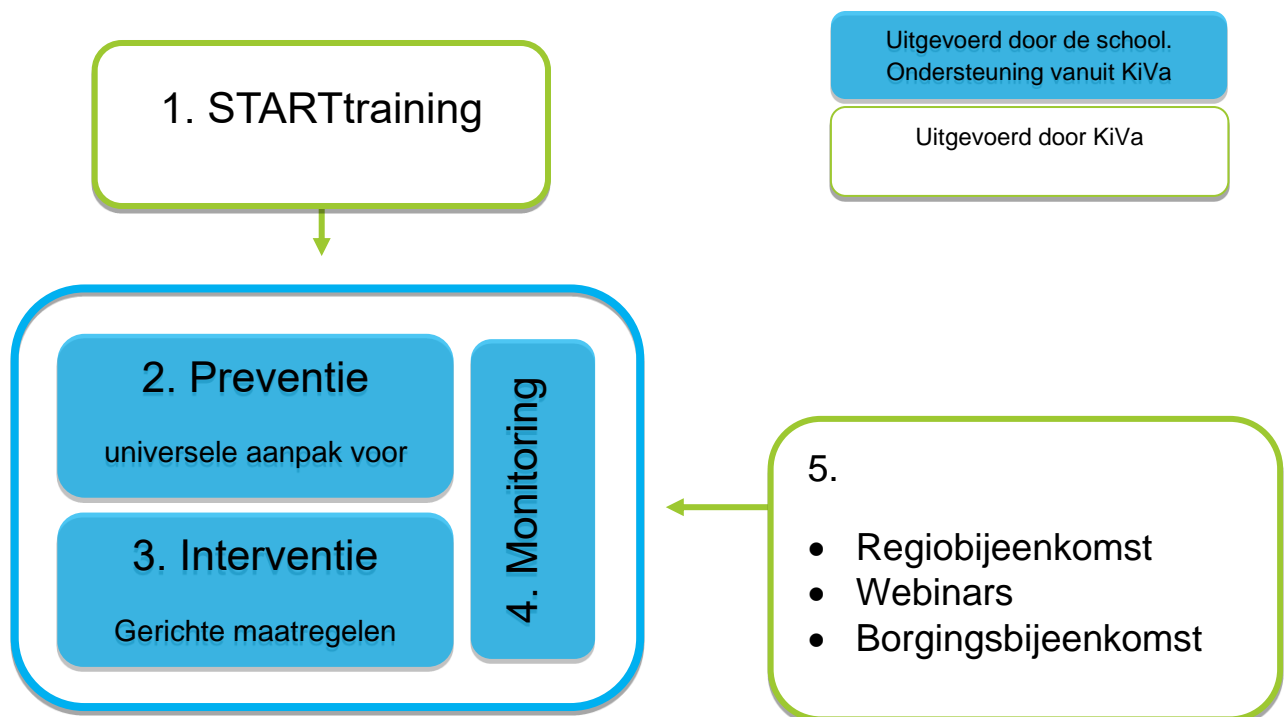 1. STARTtraining
Uitgevoerd door de school.
Ondersteuning vanuit KiVa
Uitgevoerd door KiVa
2. Preventie
universele aanpak voor
3. Interventie
Gerichte maatregelen
4. Monitoring
5.
• Regiobijeenkomst
• Webinars
• Borgingsbijeenkomst